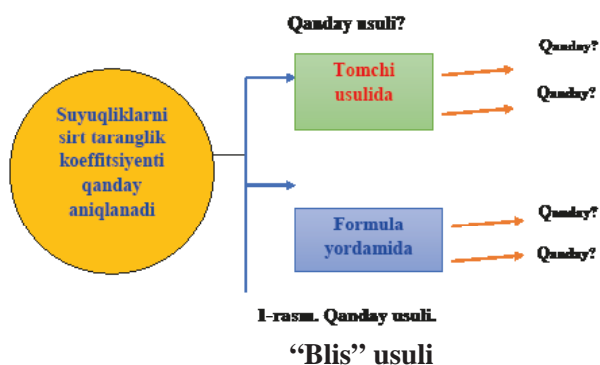 Qanday usuli?
Suyuqliklarni
sirt taranglik
koeffitsiyenti
qanday
aniqlanadi
Tomchi
usulida
Qanday?
Qanday?
Formula
yordamida
Qanday?
Qanday?
1-rasm. Qanday usuli.
“Blis” usuli